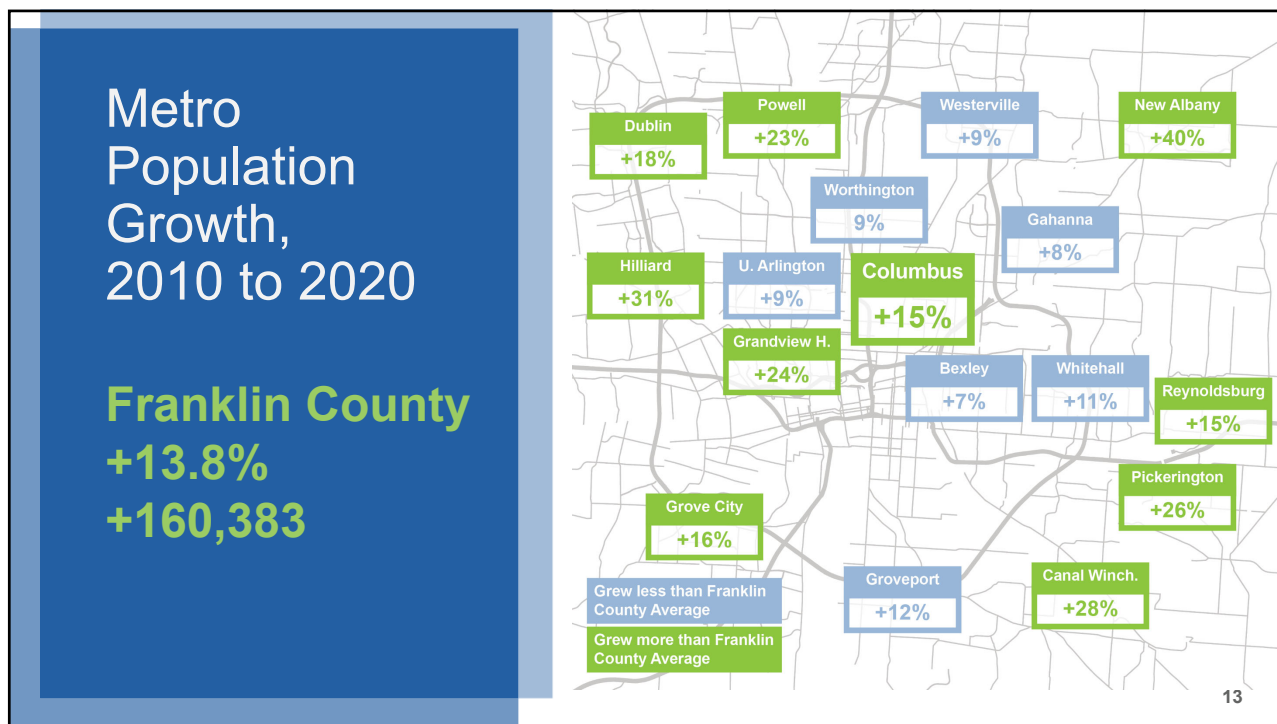 Metro
Population
Growth,
2010 to 2020
Franklin County
+13.8%
+160,383
Dublin
+18%
Powell
+23%
Westerville
+9%
New Albany
+40%
Worthington
9%
Gahanna
+8%
Hilliard
+31%
U. Arlington
+9%
Columbus
+15%
Grandview H.
+24%
Bexley
+7%
Whitehall
+11%
Reynoldsburg
+15%
Pickerington
+26%
Grove City
+16%
Groveport
+12%
Canal Winch.
+28%
Grew less than Franklin
County Average
Grew more than Franklin
County Average
13